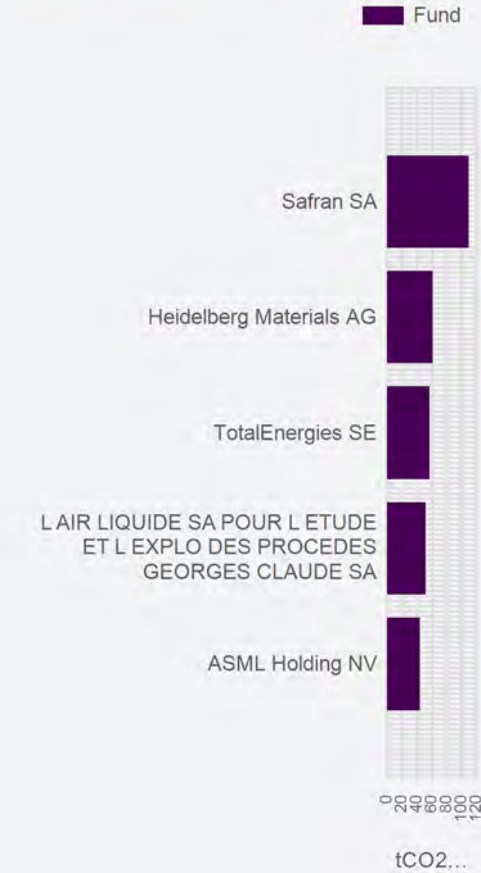 Fund
Safran SA
Heidelberg Materials AG
TotalEnergies SE
L AIR LIQUIDE SA POUR L ETUDE
ET L EXPLO DES PROCEDES
GEORGES CLAUDE SA
ASML Holding NV
0 20 40 60 80 100 120
tCO2...